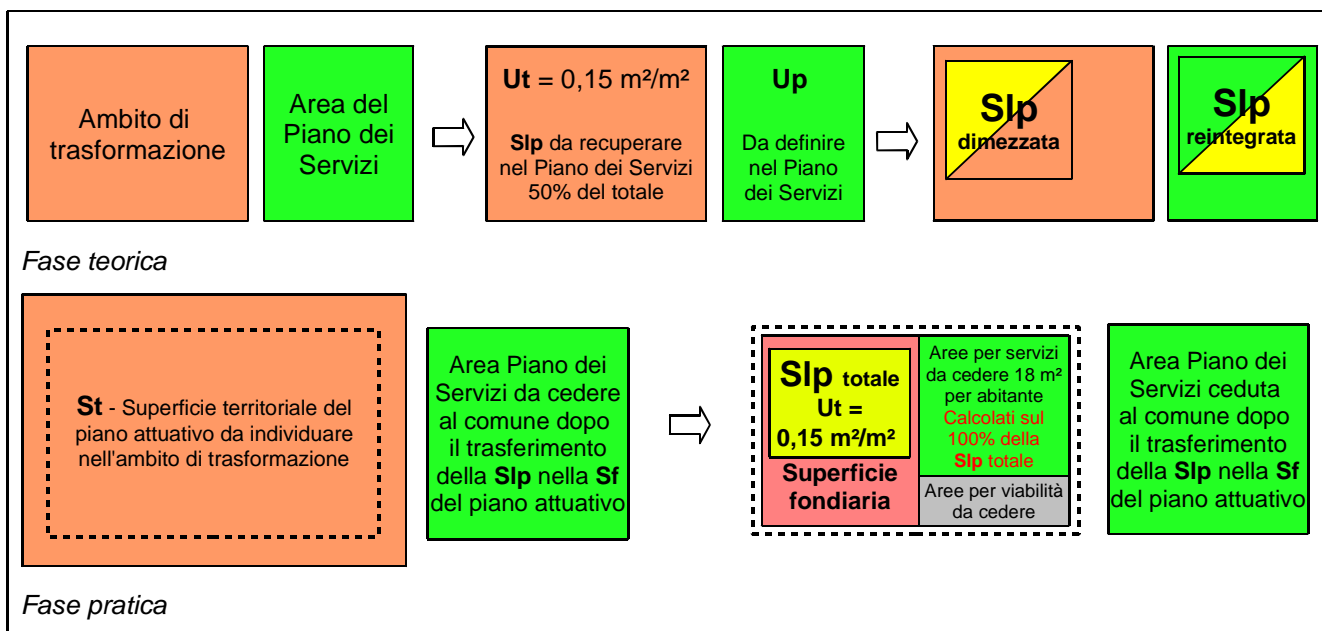 Ambito di
trasformazione
Area del
Piano dei
Servizi
Ut = 0,15 m²/m²
Slp da recuperare
nel Piano dei Servizi
50% del totale
Up
Da definire
nel Piano
dei Servizi
Slp
dimezzata
Slp
reintegrata
Fase teorica
St - Superficie territoriale del
piano attuativo da individuare
nell'ambito di trasformazione
Area Piano dei
Servizi da cedere
al comune dopo
il trasferimento
della Slp nella Sf
del piano attuativo
Slp totale
Ut =
0,15 m²/m²
Superficie
fondiaria
Aree per servizi
da cedere 18 m²
per abitante
Calcolati sul
100% della
Slp totale
Aree per viabilità
da cedere
Area Piano dei
Servizi ceduta
al comune dopo
il trasferimento
della Slp nella Sf
del piano attuativo
Fase pratica